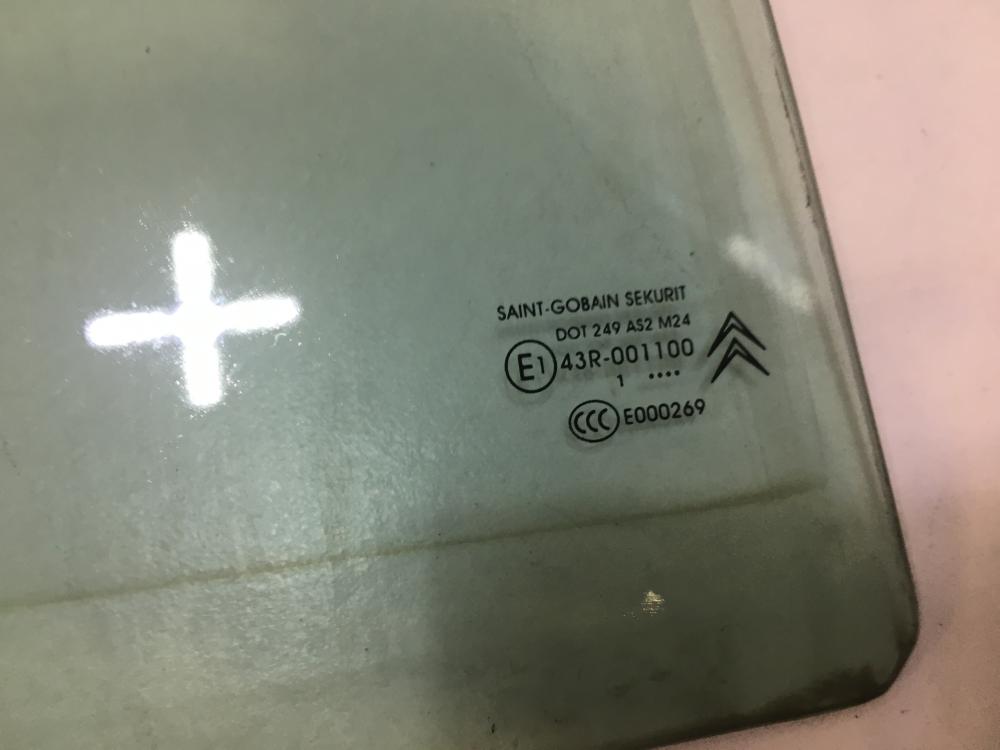 SAINT-GOBAIN SEKURIT
DOT 249 AS2 M24
E1 43R-001100
1 ....
CCC E000269